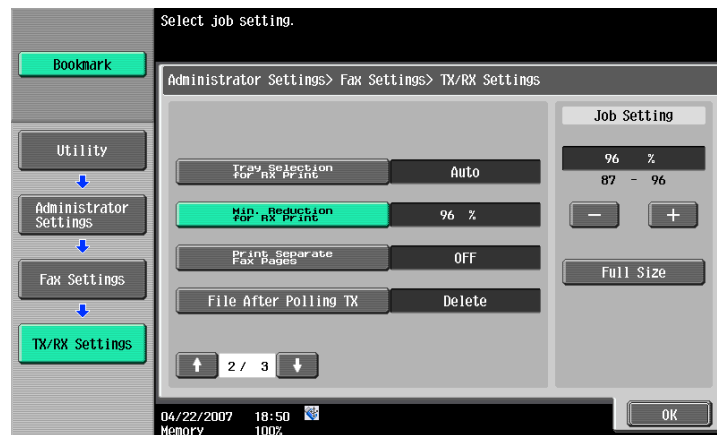 Select job setting.
Bookmark
Administrator Settings> Fax Settings> TX/RX Settings
Utility
Administrator
Settings
Fax Settings
TX/RX Settings
Tray Selection
for RX Print
Auto
Min. Reduction
for RX Print
96 %
Print Separate
Fax Pages
OFF
File After Polling TX
Delete
2/ 3
Job Setting
96 %
87 - 96
− +
Full Size
04/22/2007 18:50
Memory 100%
OK